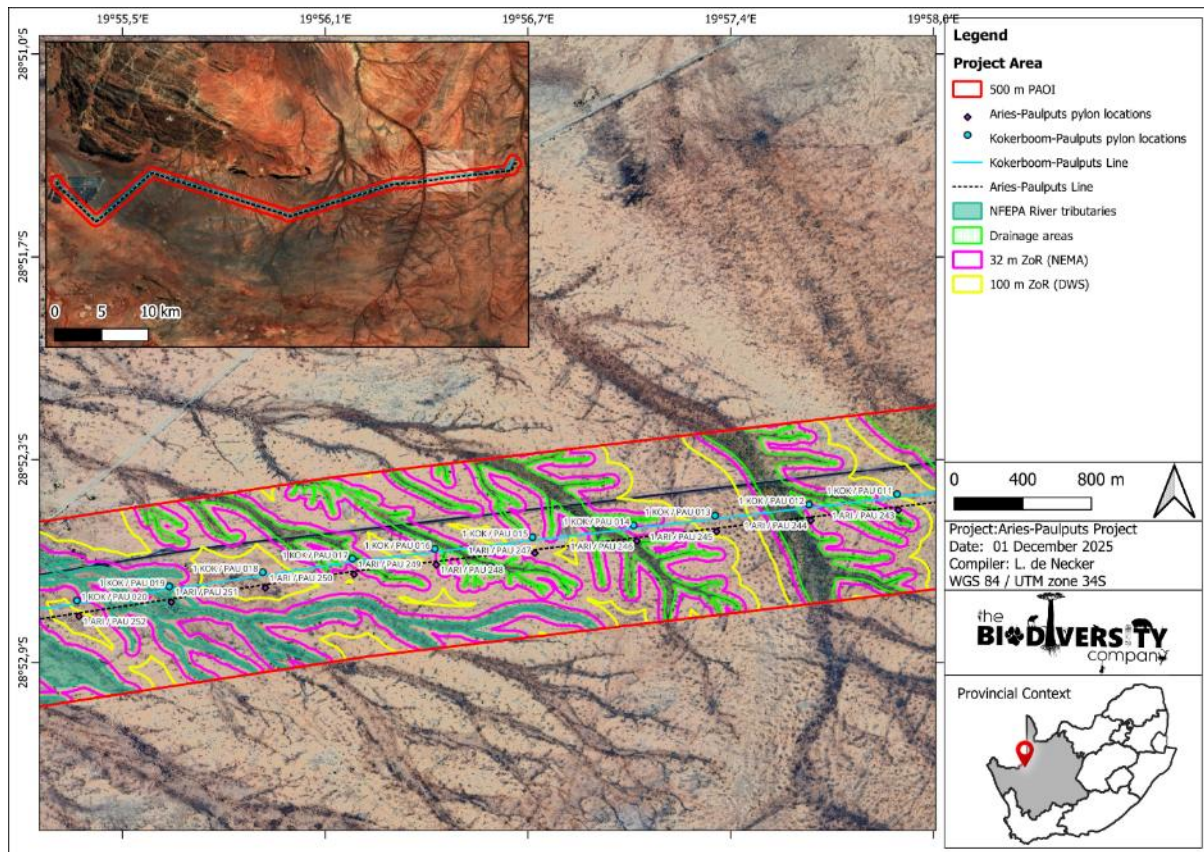 19°55,5'E 19°56,1'E 19°56,7'E 19°57,4'E 19°58,0'E
28°51,0'S
28°51,7'S
28°52,3'S
28°52,9'S
0 5 10 km
1 KOK / PAU 011
1 KOK / PAU 012
1 ARI / PAU 243
1 KOK / PAU 013
1 ARI / PAU 244
1 KOK / PAU 014
1 ARI / PAU 245
1 KOK / PAU 015
1 ARI / PAU 246
1 KOK / PAU 016
1 ARI / PAU 247
1 KOK / PAU 017
1 ARI / PAU 248
1 ARI / PAU 249
1 KOK / PAU 018
1 ARI / PAU 250
1 KOK / PAU 019
1 ARI / PAU 251
1 KOK / PAU 020
1 ARI / PAU 252
Legend
Project Area
500 m PAOI
Aries-Paulputs pylon locations
Kokerboom-Paulputs pylon locations
Kokerboom-Paulputs Line
Aries-Paulputs Line
NFEPA River tributaries
Drainage areas
32 m ZoR (NEMA)
100 m ZoR (DWS)
0 400 800 m
Project:Aries-Paulputs Project
Date: 01 December 2025
Compiler: L. de Necker
WGS 84 / UTM zone 34S
the
BIODIVERSITY
company
Provincial Context